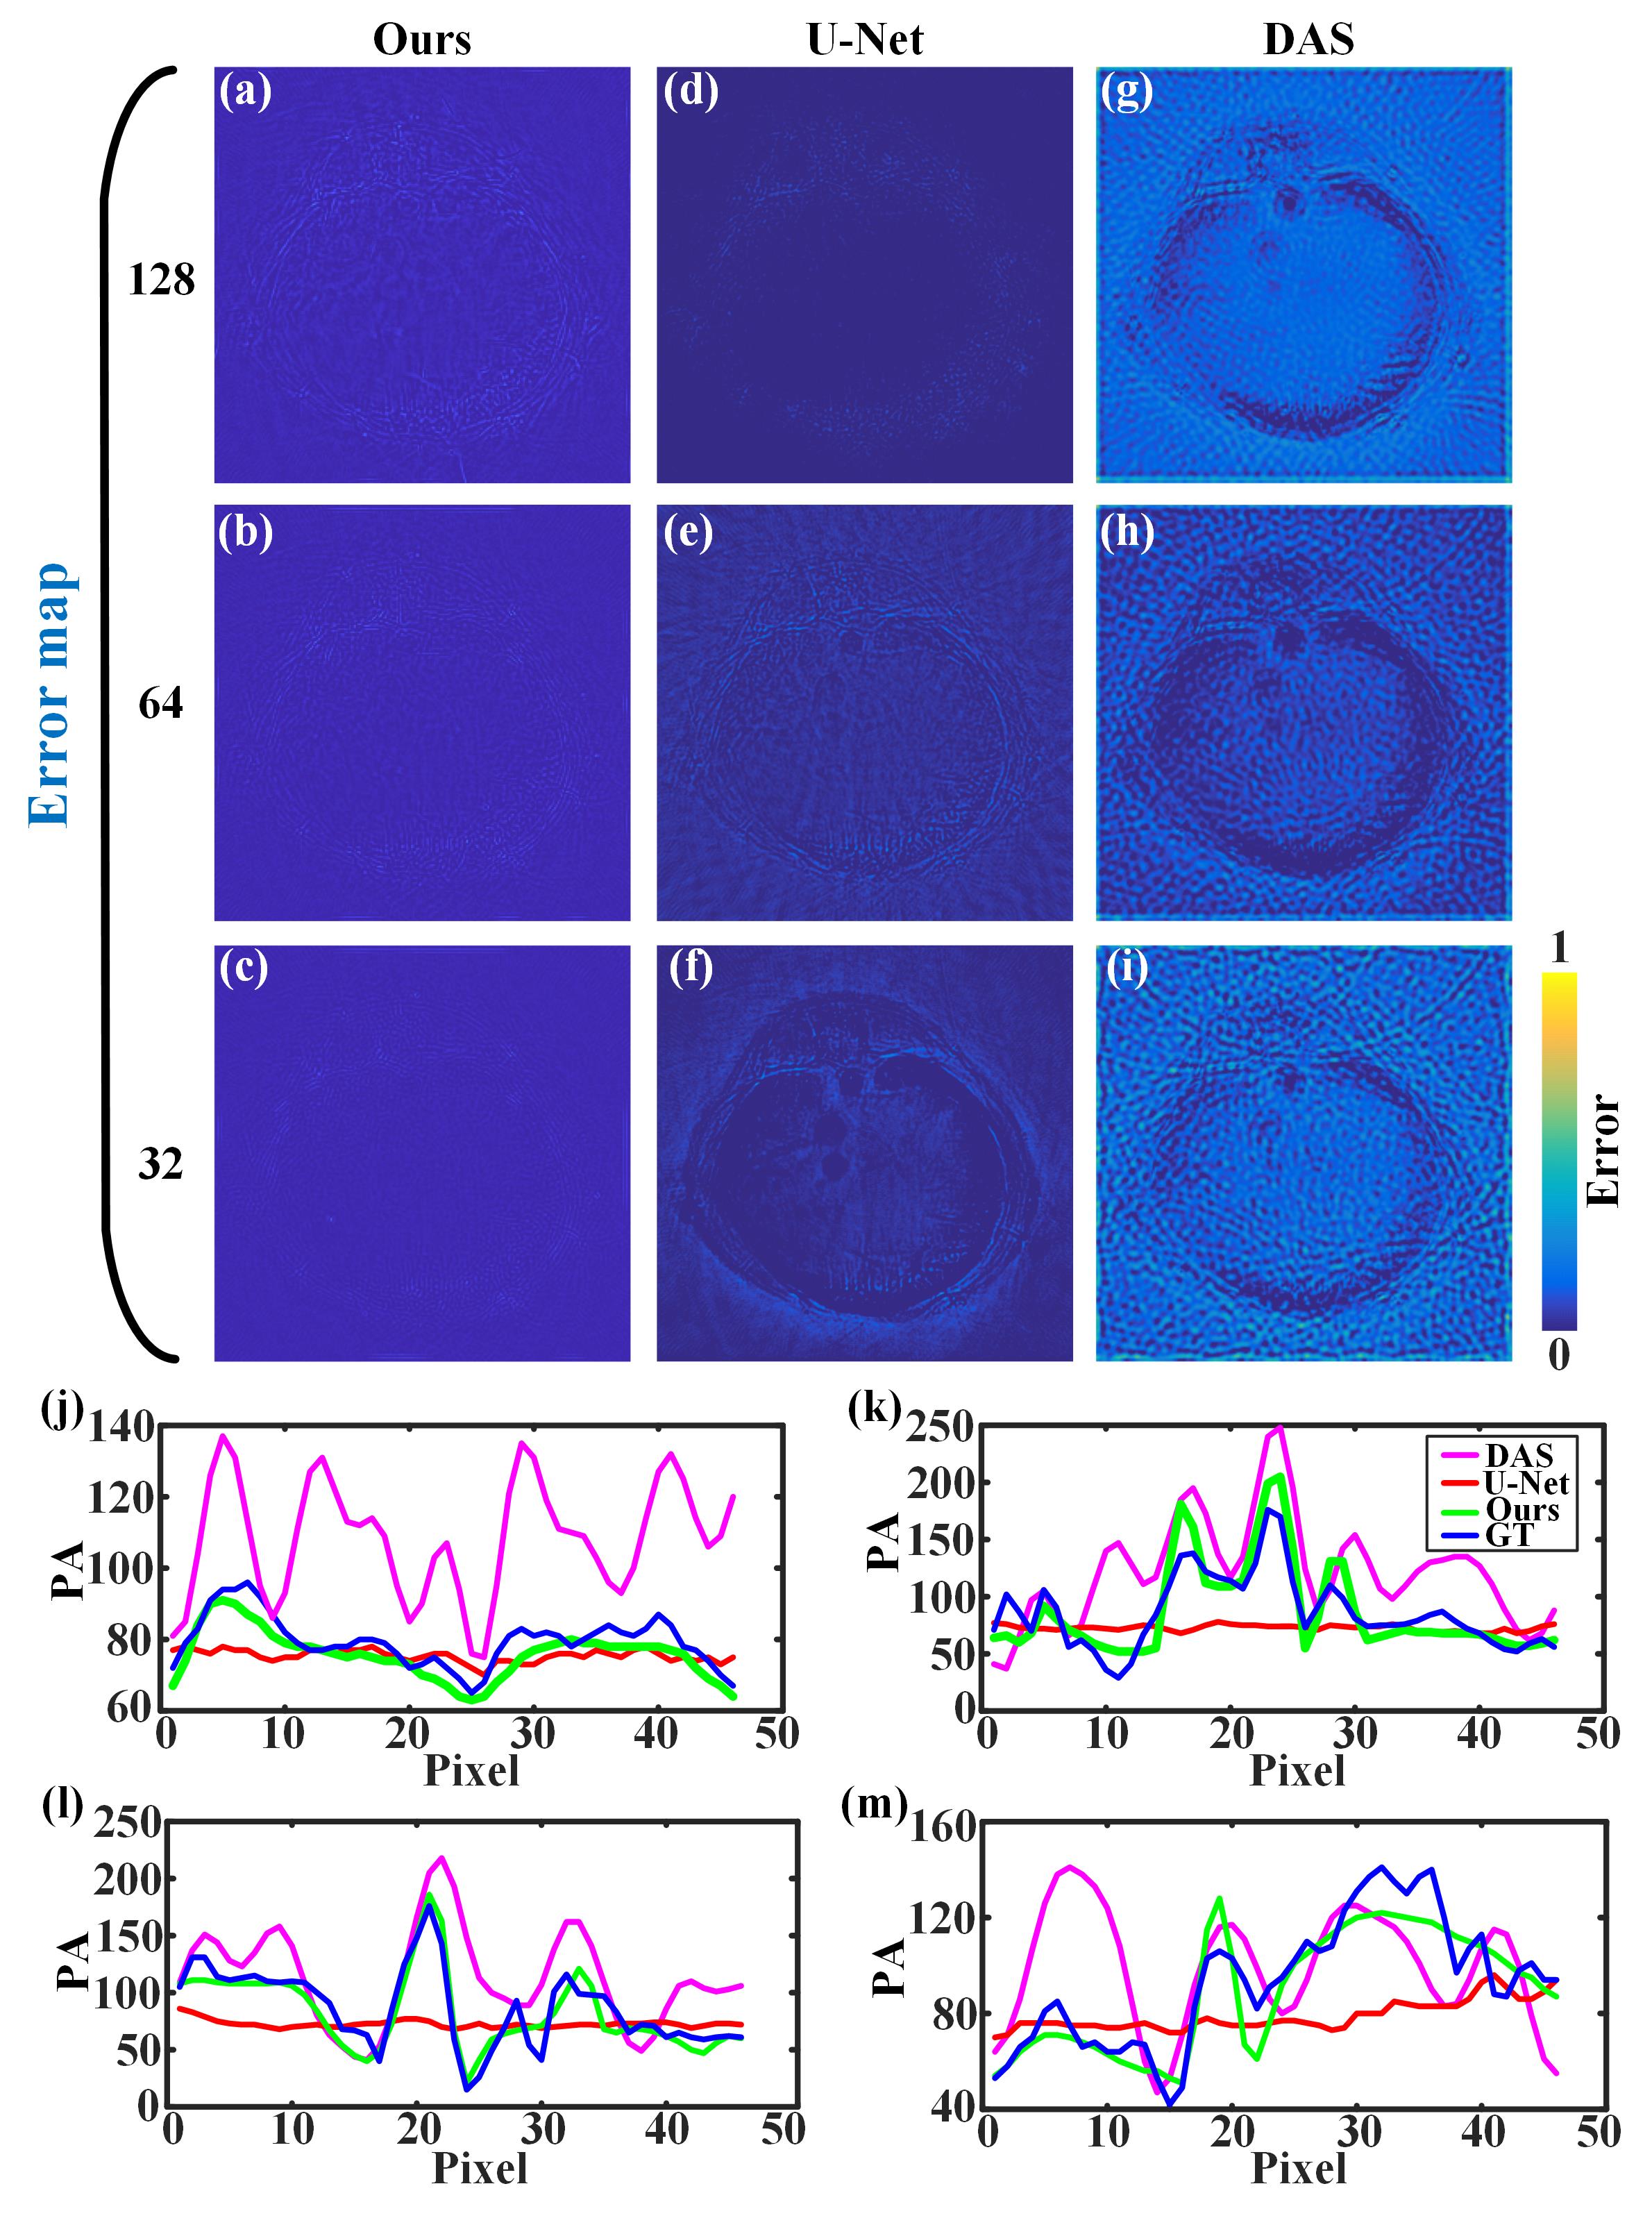 Ours U-Net DAS
(a) (d) (g)
128
(b) (e) (h)
64
Error map
(c) (f) (i)
32
1
Error
0
(j)
140
120
100
80
60
PA
0 10 20 30 40 50
Pixel
(k)
250
200
150
100
50
0
PA
DAS
U-Net
Ours
GT
0 10 20 30 40 50
Pixel
(l)
250
200
150
100
50
0
PA
0 10 20 30 40 50
Pixel
(m)
160
120
80
40
PA
0 10 20 30 40 50
Pixel